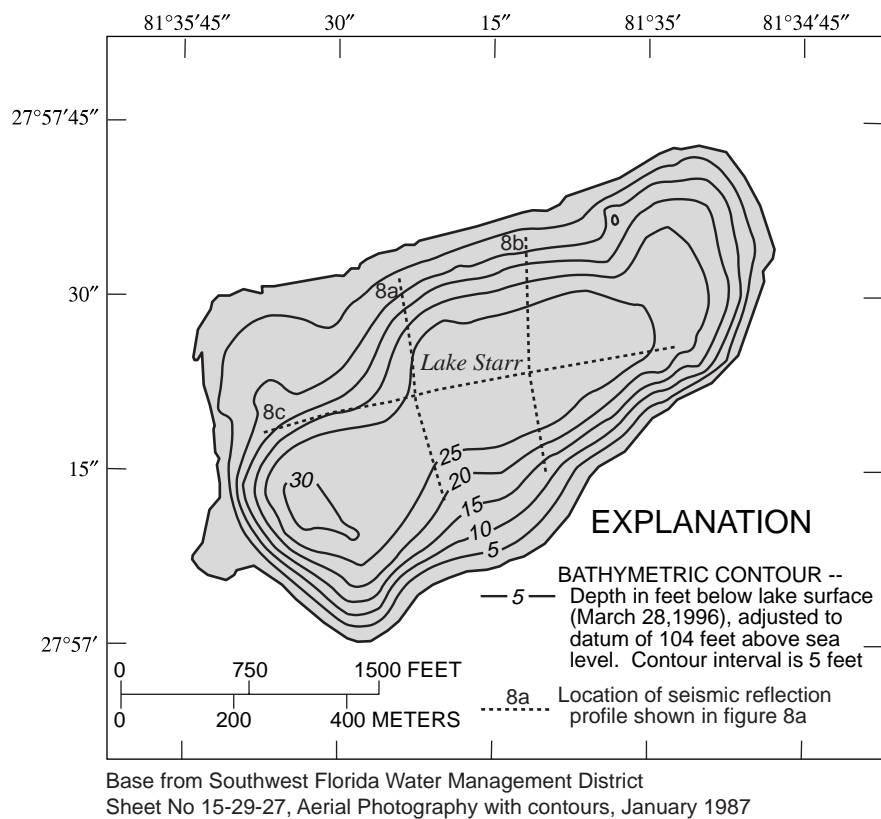 81°35′45″ 30″ 15″ 81°35″ 81°34′45″
27°57′45″
8b
8a
30″
Lake Starr
8c
15″
25
30
20
15
10
5
EXPLANATION
BATHYMETRIC CONTOUR --
5 Depth in feet below lake surface
(March 28,1996), adjusted to
datum of 104 feet above sea
level. Contour interval is 5 feet
27°57′
0 750 1500 FEET
0 200 400 METERS
8a Location of seismic reflection
profile shown in figure 8a
Base from Southwest Florida Water Management District
Sheet No 15-29-27, Aerial Photography with contours, January 1987